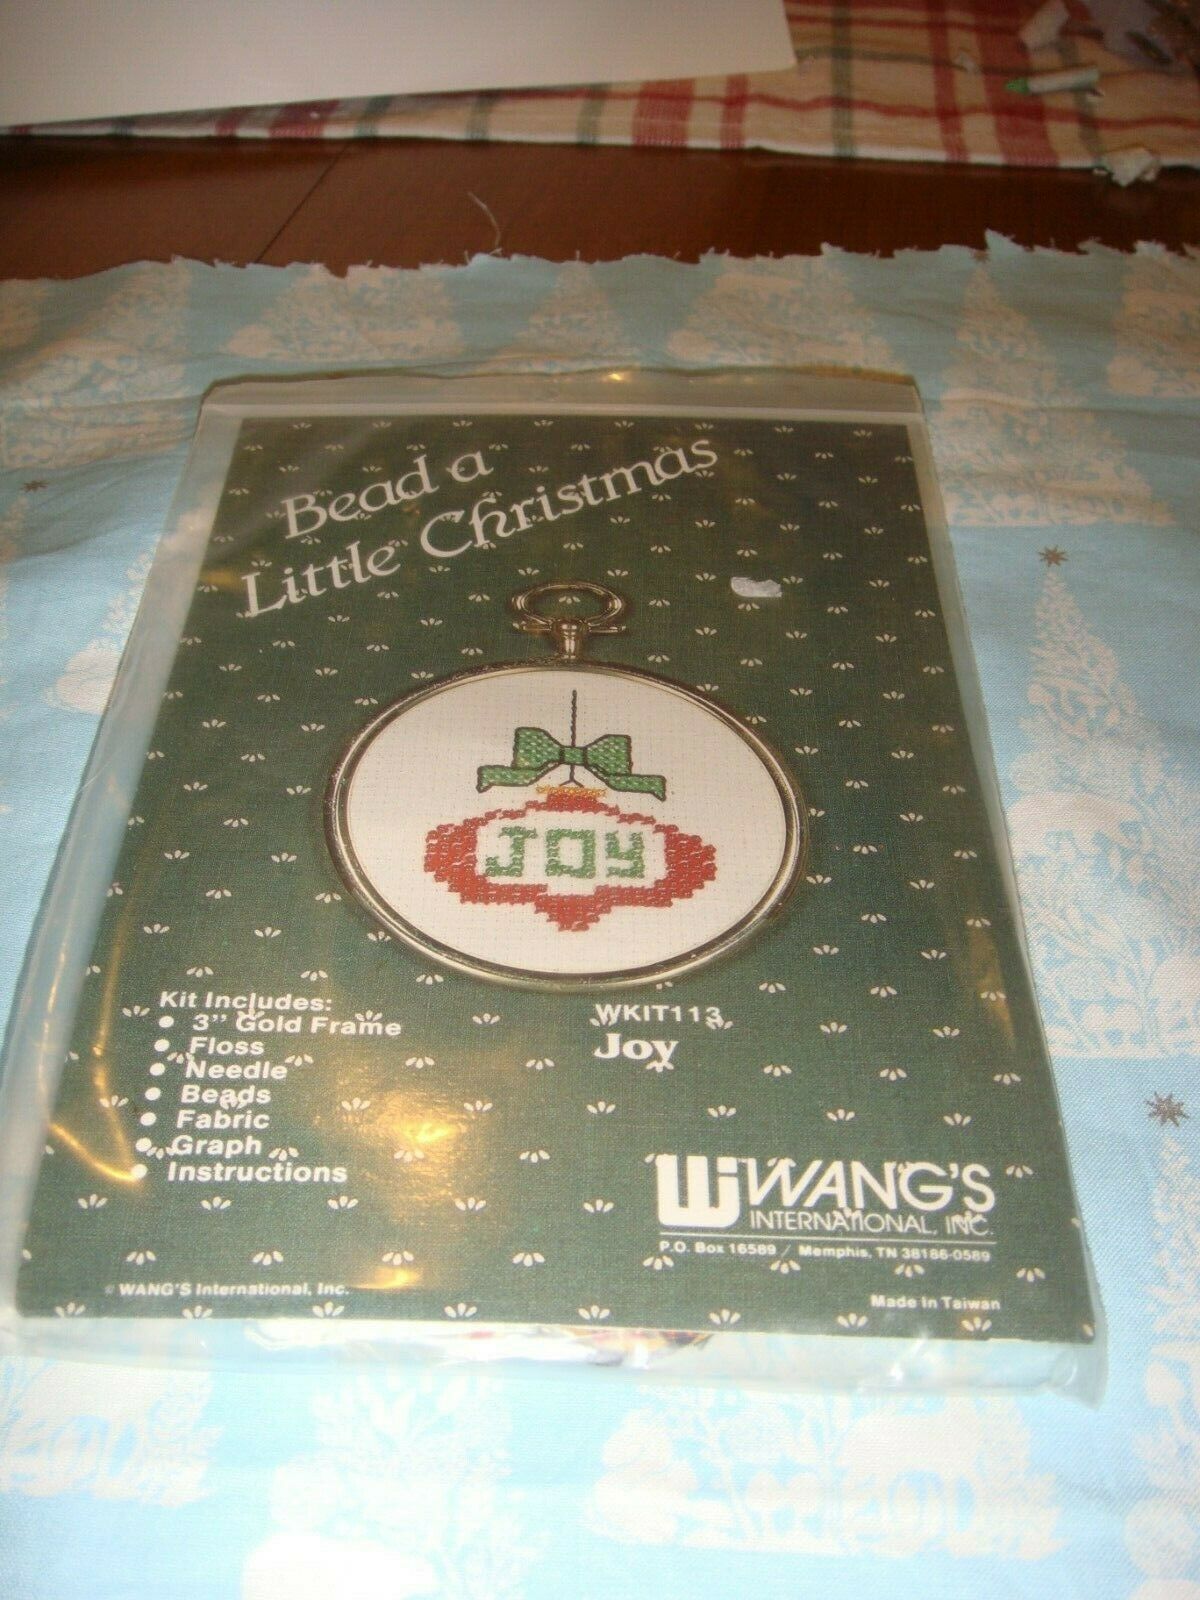 Bead a
Little Christmas
JOY
Kit Includes:
• 3" Gold Frame
• Floss
• Needle
• Beads
• Fabric
• Graph
• Instructions
WKIT113
Joy
Wi WANG'S
INTERNATIONAL, INC.
P.O. Box 16589 / Memphis, TN 38186-0589
© WANG'S International, Inc.
Made in Taiwan